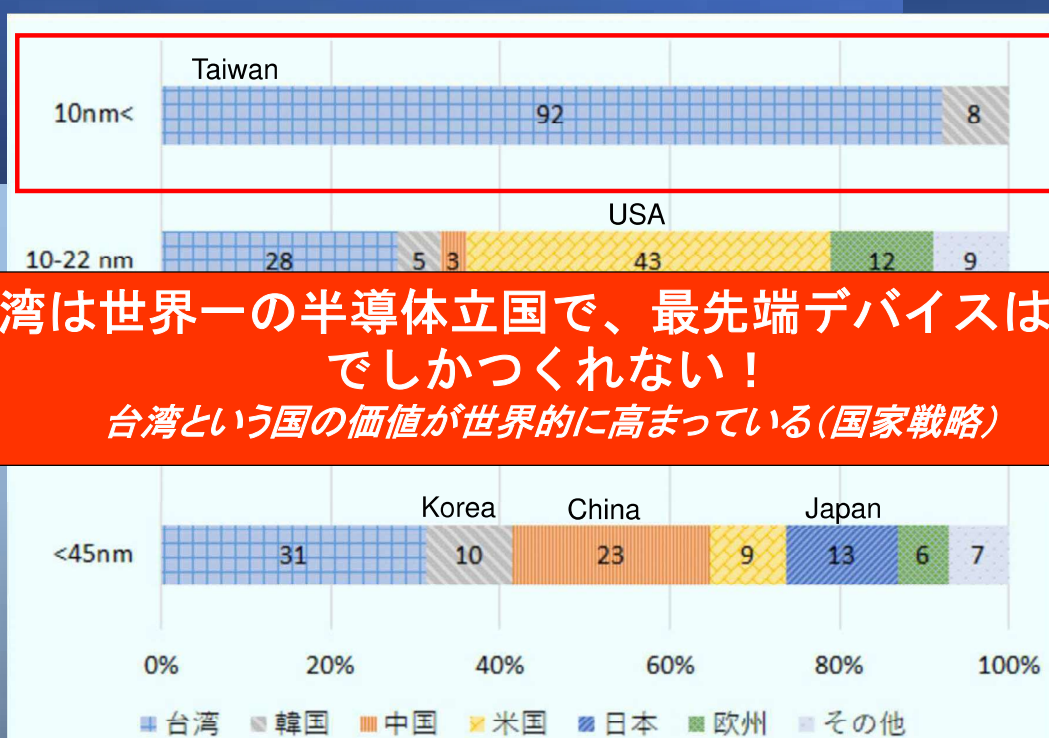 Taiwan
10nm<
92
8
USA
10-22 nm
28
5
3
43
12
9
湾は世界一の半導体立国で、最先端デバイスは
でしかつくれない！
台湾という国の価値が世界的に高まっている（国家戦略）
Korea
China
Japan
<45nm
31
10
23
9
13
6
7
0%
20%
40%
60%
80%
100%
台湾
韓国
中国
米国
日本
欧州
その他